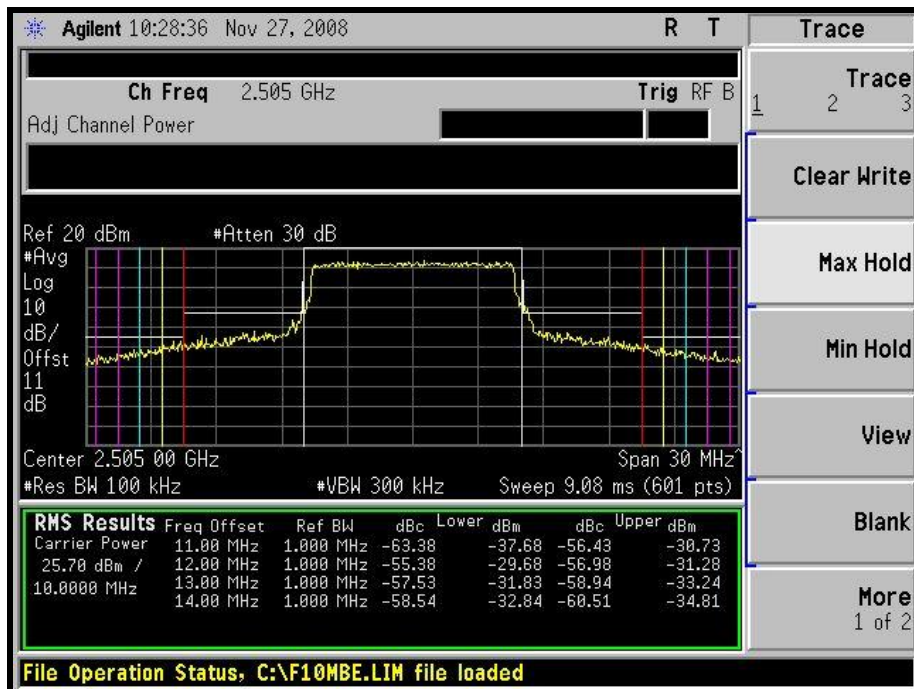 Agilent 10:28:36 Nov 27, 2008 R T
Trace
Ch Freq 2.505 GHz Trig RF B
Adj Channel Power
Trace
1 2 3
Clear Write
Max Hold
Min Hold
View
Blank
More
1 of 2
Ref 20 dBm #Atten 30 dB
#Avg
Log
10
dB/
Offst
11
dB
Center 2.505 00 GHz Span 30 MHz^
#Res BW 100 kHz #VBW 300 kHz Sweep 9.08 ms (601 pts)
RMS Results Freq Offset Ref BW dBc Lower dBm dBc Upper dBm
Carrier Power 11.00 MHz 1.000 MHz -63.38 -37.68 -56.43 -30.73
25.70 dBm / 12.00 MHz 1.000 MHz -55.38 -29.68 -56.98 -31.28
10.0000 MHz 13.00 MHz 1.000 MHz -57.53 -31.83 -58.94 -33.24
14.00 MHz 1.000 MHz -58.54 -32.84 -60.51 -34.81
File Operation Status, C:\F10MBE.LIM file loaded